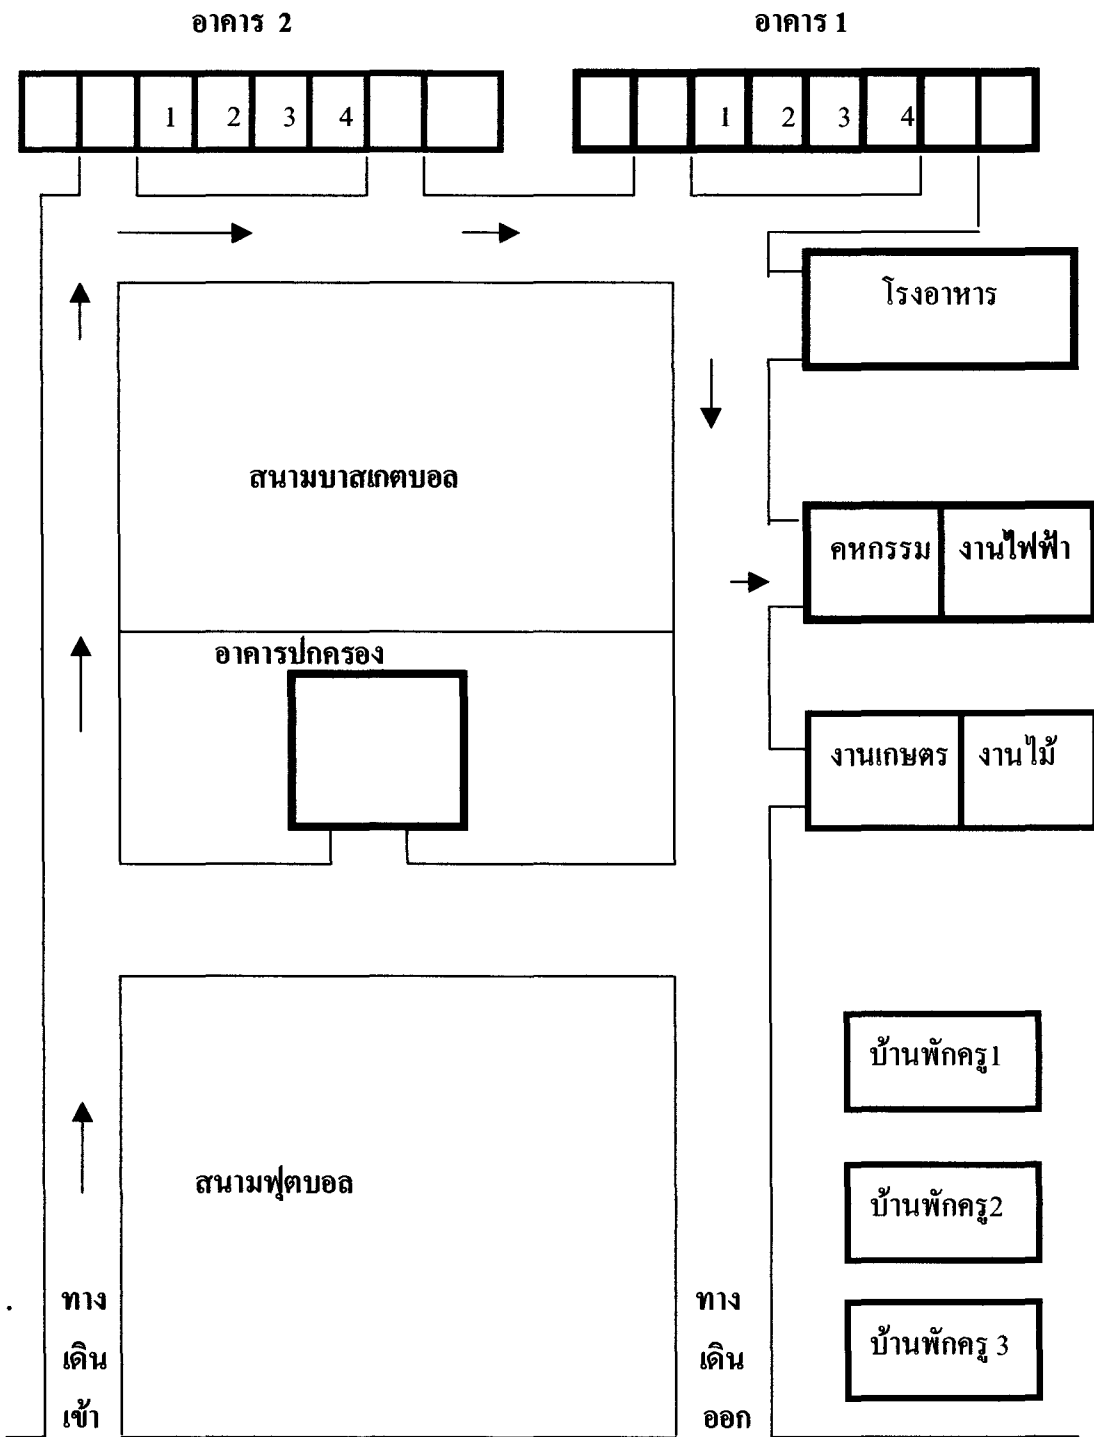 อาคาร 2
อาคาร 1
1 2 3 4
1 2 3 4
โรงอาหาร
สนามบาสเกตบอล
คหกรรม งานไฟฟ้า
อาคารปกครอง
งานเกษตร งานไม้
บ้านพักครู1
สนามฟุตบอล
บ้านพักครู2
ทาง
เดิน
เข้า
ทาง
เดิน
ออก
บ้านพักครู 3